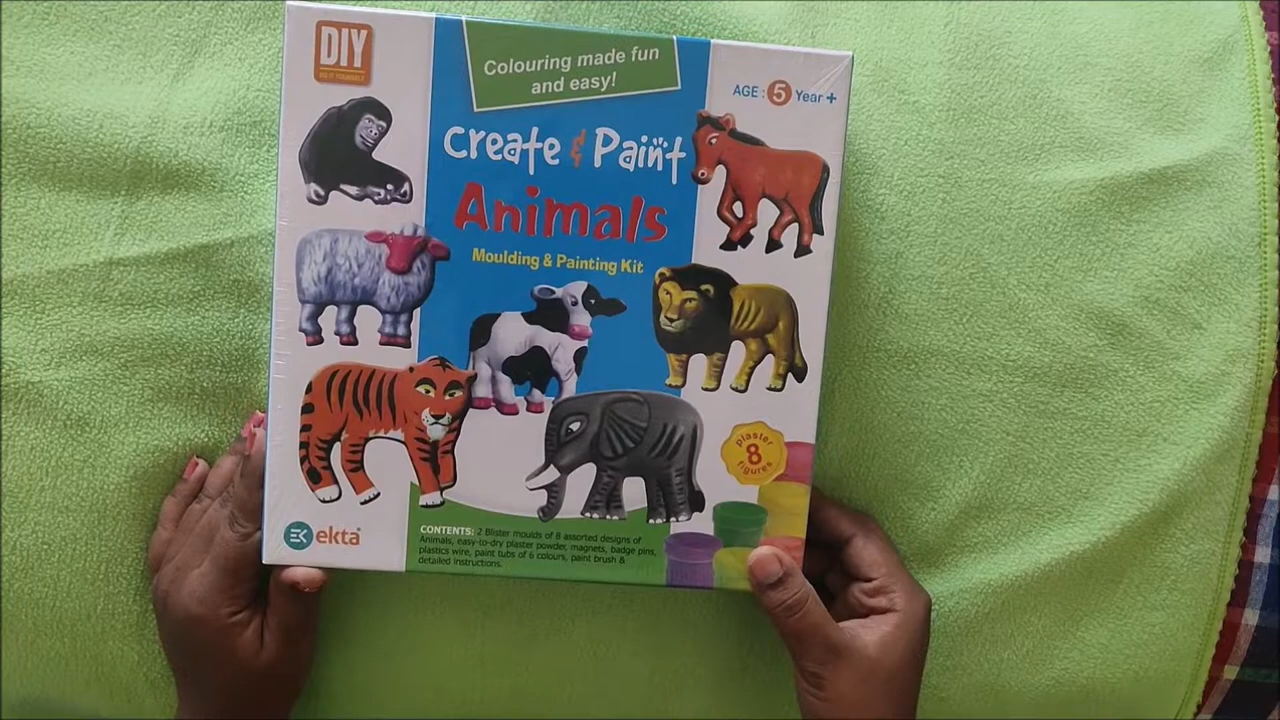 DIY
DO IT YOURSELF
Colouring made fun
and easy!
AGE : 5 Year +
Create & Paint
Animals
Moulding & Painting Kit
plaster
8
figures
ekta
CONTENTS: 2 Blister moulds of 8 assorted designs of
Animals, easy-to-dry plaster powder, magnets, badge pins,
plastics wire, paint tubs of 6 colours, paint brush &
detailed instructions.